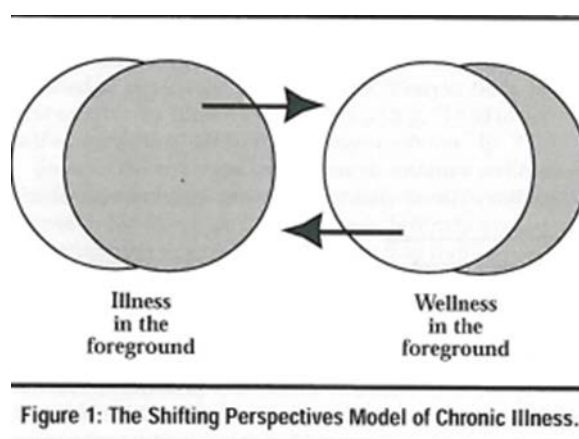 Illness
in the
foreground
Wellness
in the
foreground
Figure 1: The Shifting Perspectives Model of Chronic Illness.